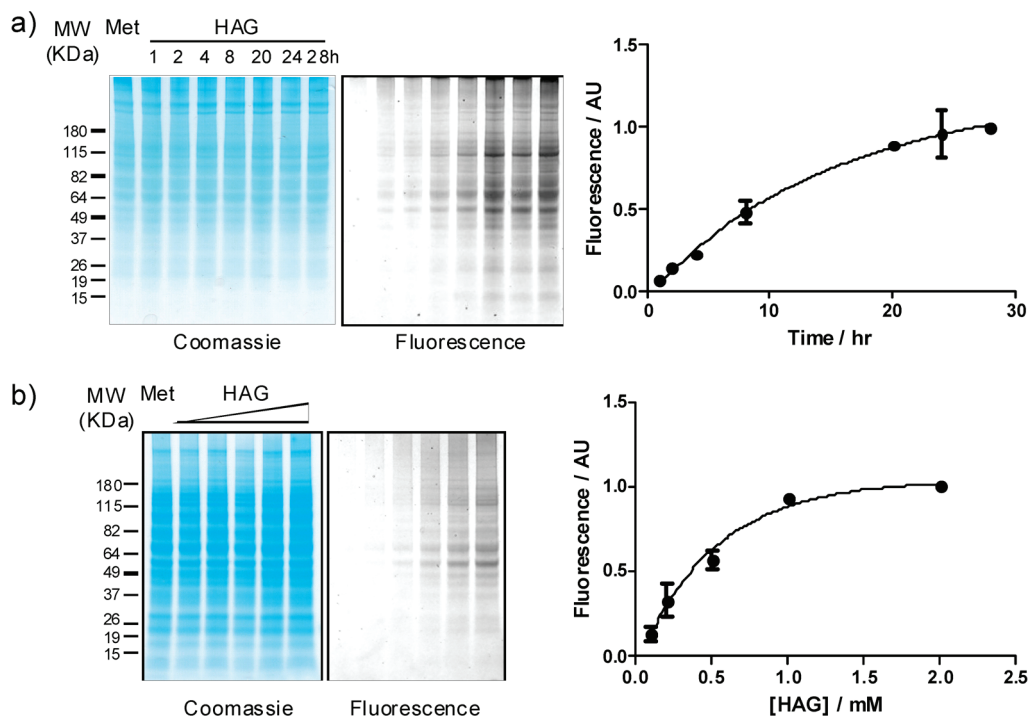 a)
MW Met HAG
(KDa)
1 2 4 8 20 24 28h
180
115
82
64
49
37
26
19
15
Coomassie Fluorescence
Fluorescence / AU
1.5
1.0
0.5
0.0
0 10 20 30
Time / hr
b)
MW Met HAG
(KDa)
180
115
82
64
49
37
26
19
15
Coomassie Fluorescence
Fluorescence / AU
1.5
1.0
0.5
0.0
0.0 0.5 1.0 1.5 2.0 2.5
[HAG] / mM